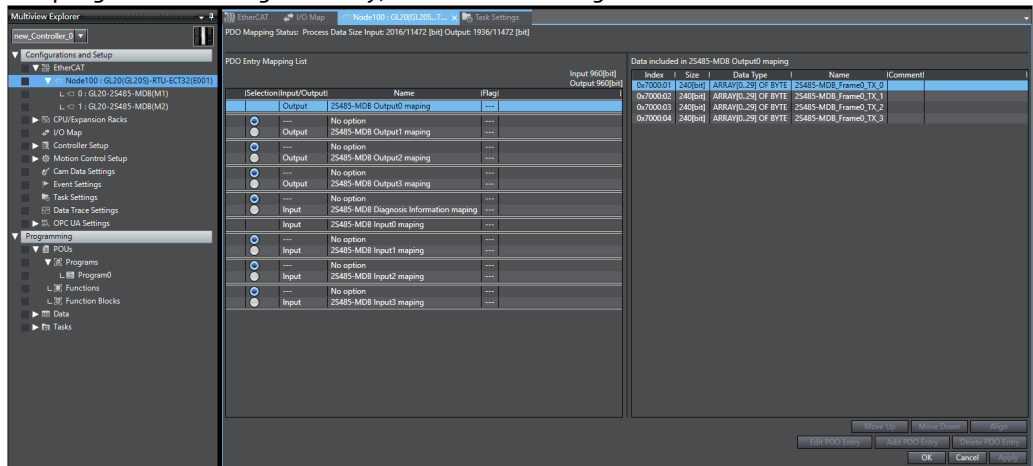 Multiview Explorer
new_Controller_0
Configurations and Setup
EtherCAT
Node100 : GL20(GL20S)-RTU-ECT32(E001)
0 : GL20-2S485-MDB(M1)
1 : GL20-2S485-MDB(M2)
CPU/Expansion Racks
I/O Map
Controller Setup
Motion Control Setup
Cam Data Settings
Event Settings
Task Settings
Data Trace Settings
OPC UA Settings
Programming
POUs
Programs
Program0
Functions
Function Blocks
Data
Tasks
EtherCAT I/O Map Node100 : GL20(GL20S...T... Task Settings
PDO Mapping Status: Process Data Size Input: 2016/11472 [bit] Output: 1936/11472 [bit]
PDO Entry Mapping List
Input 960[bit]
Output 960[bit]
Selection Input/Output Name Flag
Output 2S485-MDB Output0 maping ---
--- No option
Output 2S485-MDB Output1 maping ---
--- No option
Output 2S485-MDB Output2 maping ---
--- No option
Output 2S485-MDB Output3 maping ---
--- No option
Input 2S485-MDB Diagnosis Information maping ---
Input 2S485-MDB Input0 maping ---
--- No option
Input 2S485-MDB Input1 maping ---
--- No option
Input 2S485-MDB Input2 maping ---
--- No option
Input 2S485-MDB Input3 maping ---
Data included in 2S485-MDB Output0 maping
Index Size Data Type Name Comment
0x7000:01 240[bit] ARRAY[0..29] OF BYTE 2S485-MDB_Frame0_TX_0
0x7000:02 240[bit] ARRAY[0..29] OF BYTE 2S485-MDB_Frame0_TX_1
0x7000:03 240[bit] ARRAY[0..29] OF BYTE 2S485-MDB_Frame0_TX_2
0x7000:04 240[bit] ARRAY[0..29] OF BYTE 2S485-MDB_Frame0_TX_3
Move Up Move Down Align
Edit PDO Entry Add PDO Entry Delete PDO Entry
OK Cancel Apply